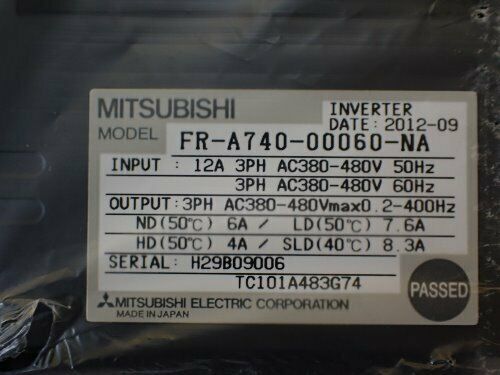 MITSUBISHI
INVERTER
DATE: 2012-09
MODEL FR-A740-00060-NA
INPUT : 12A 3PH AC380-480V 50Hz
3PH AC380-480V 60Hz
OUTPUT: 3PH AC380-480Vmax0.2-400Hz
ND(50℃) 6A / LD(50℃) 7.6A
HD(50℃) 4A / SLD(40℃) 8.3A
SERIAL: H29B09006
TC101A483G74
PASSED
MITSUBISHI ELECTRIC CORPORATION
MADE IN JAPAN